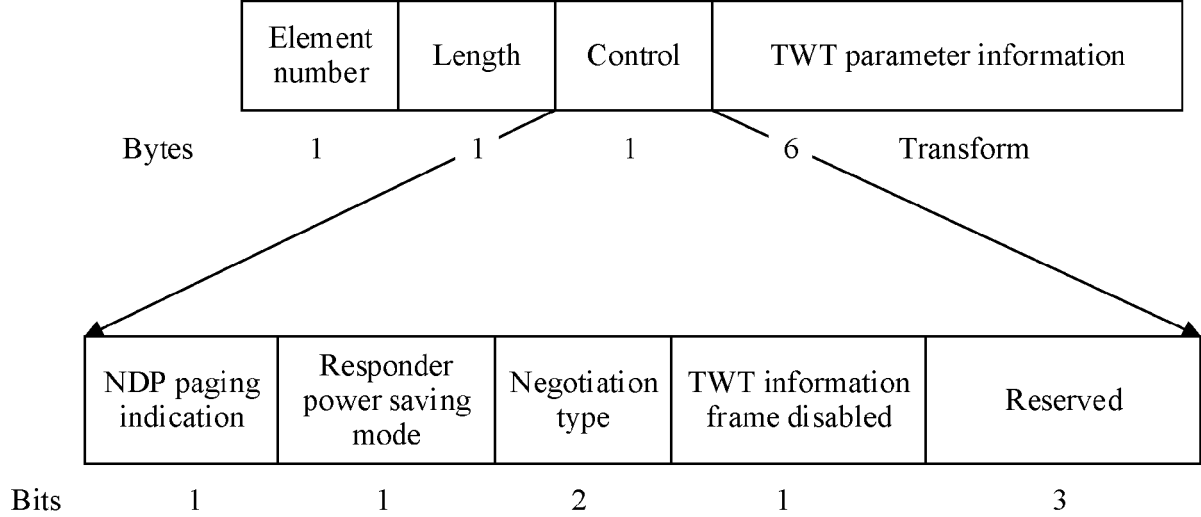 Element number Length Control TWT parameter information
Bytes 1 1 1 6 Transform
NDP paging indication Responder power saving mode Negotiation type TWT information frame disabled Reserved
Bits 1 1 2 1 3